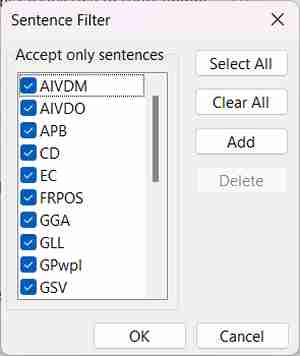 Sentence Filter
Accept only sentences
Select All
AIVDM
AIVDO
Clear All
APB
CD
Add
EC
FRPOS
Delete
GGA
GLL
GPwpl
GSV
OK
Cancel